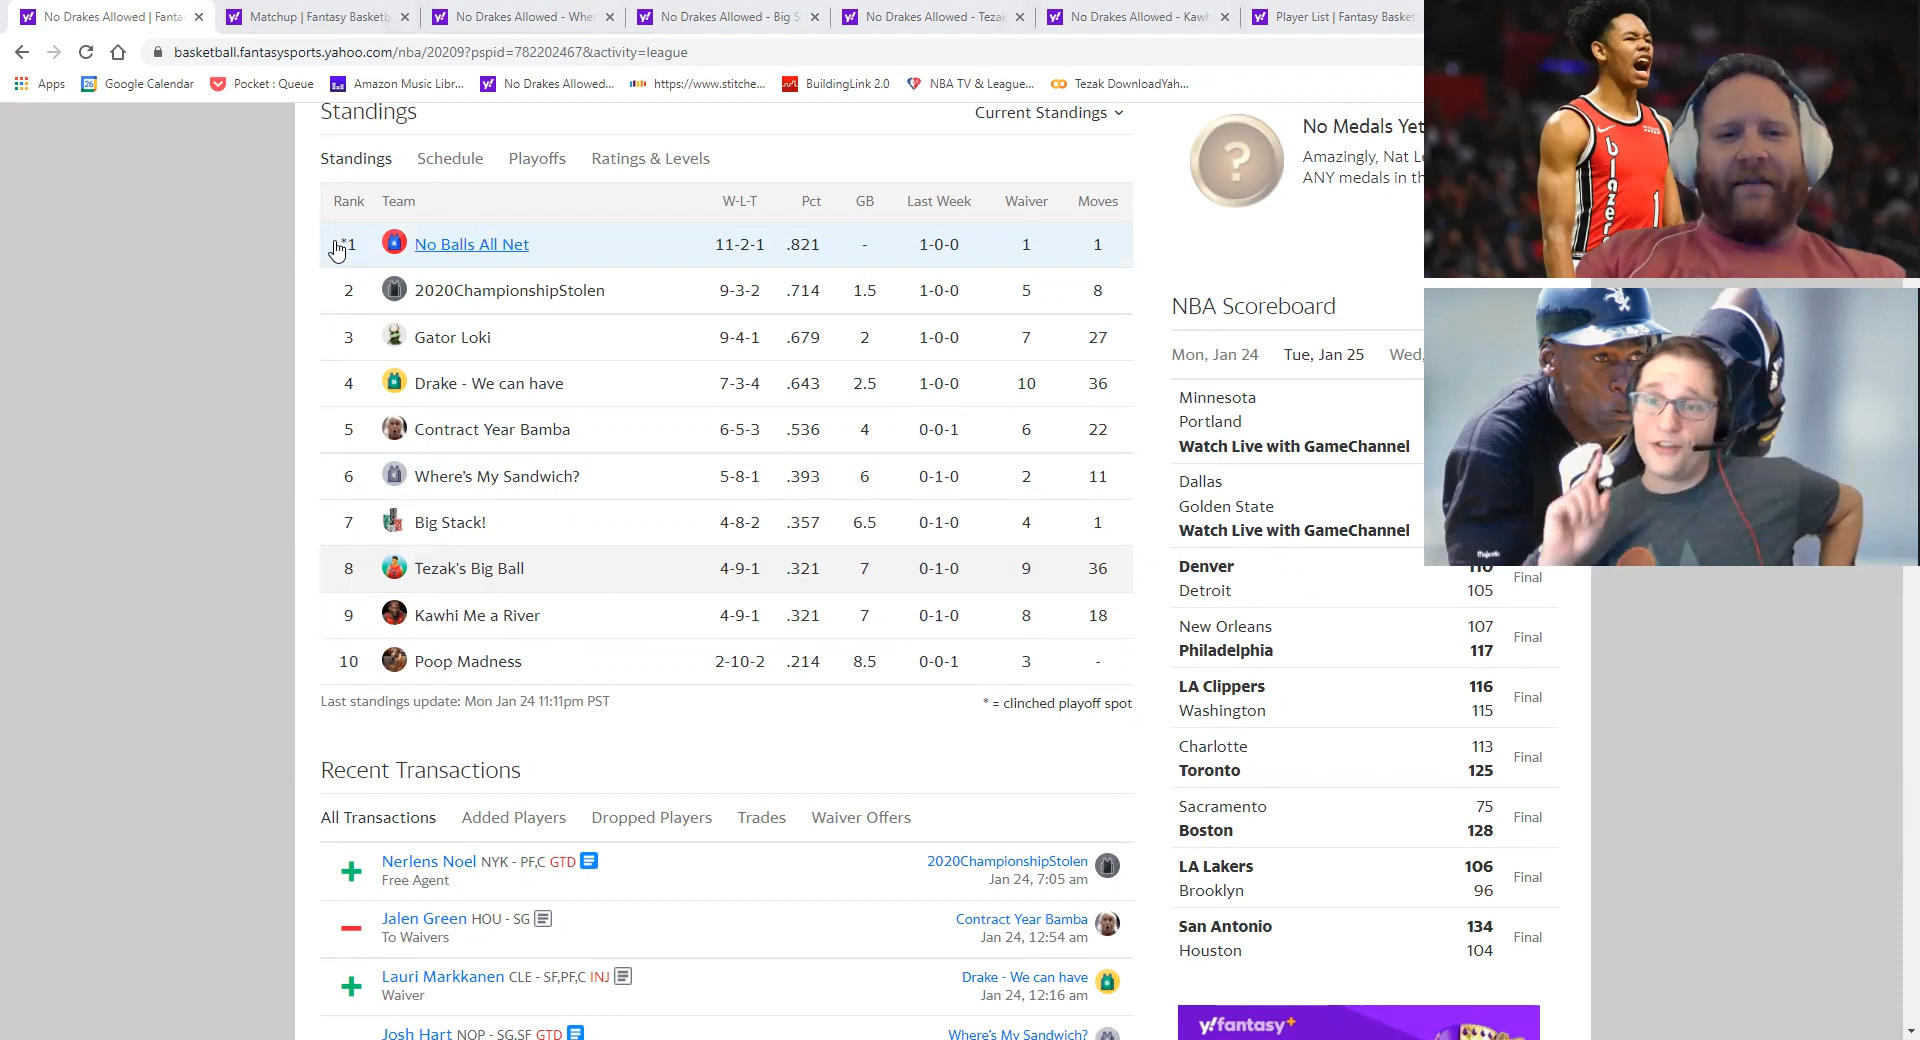 No Drakes Allowed | Fanta
Matchup | Fantasy Basketb
No Drakes Allowed - Wher
No Drakes Allowed - Big S
No Drakes Allowed - Tezak
No Drakes Allowed - Kawh
Player List | Fantasy Basket
basketball.fantasysports.yahoo.com/nba/20209?pspid=782202467&activity=league
Apps
Google Calendar
Pocket : Queue
Amazon Music Libr...
No Drakes Allowed...
https://www.stitche...
BuildingLink 2.0
NBA TV & League...
Tezak DownloadYah...
Standings
Current Standings
Standings Schedule Playoffs Ratings & Levels
Rank Team W-L-T Pct GB Last Week Waiver Moves
*1 No Balls All Net 11-2-1 .821 - 1-0-0 1 1
2 2020ChampionshipStolen 9-3-2 .714 1.5 1-0-0 5 8
3 Gator Loki 9-4-1 .679 2 1-0-0 7 27
4 Drake - We can have 7-3-4 .643 2.5 1-0-0 10 36
5 Contract Year Bamba 6-5-3 .536 4 0-0-1 6 22
6 Where's My Sandwich? 5-8-1 .393 6 0-1-0 2 11
7 Big Stack! 4-8-2 .357 6.5 0-1-0 4 1
8 Tezak's Big Ball 4-9-1 .321 7 0-1-0 9 36
9 Kawhi Me a River 4-9-1 .321 7 0-1-0 8 18
10 Poop Madness 2-10-2 .214 8.5 0-0-1 3 -
Last standings update: Mon Jan 24 11:11pm PST
* = clinched playoff spot
Recent Transactions
All Transactions Added Players Dropped Players Trades Waiver Offers
Nerlens Noel NYK - PF,C GTD
Free Agent
2020ChampionshipStolen
Jan 24, 7:05 am
Jalen Green HOU - SG
To Waivers
Contract Year Bamba
Jan 24, 12:54 am
Lauri Markkanen CLE - SF,PF,C INJ
Waiver
Drake - We can have
Jan 24, 12:16 am
Josh Hart NOP - SG,SF GTD
Where's My Sandwich?
?
No Medals Yet
Amazingly, Nat Le
ANY medals in th
NBA Scoreboard
Mon, Jan 24 Tue, Jan 25 Wed,
Minnesota
Portland
Watch Live with GameChannel
Dallas
Golden State
Watch Live with GameChannel
Denver 110
Detroit 105
Final
New Orleans 107
Philadelphia 117
Final
LA Clippers 116
Washington 115
Final
Charlotte 113
Toronto 125
Final
Sacramento 75
Boston 128
Final
LA Lakers 106
Brooklyn 96
Final
San Antonio 134
Houston 104
Final
y!fantasy+
blazers
1
Majestic